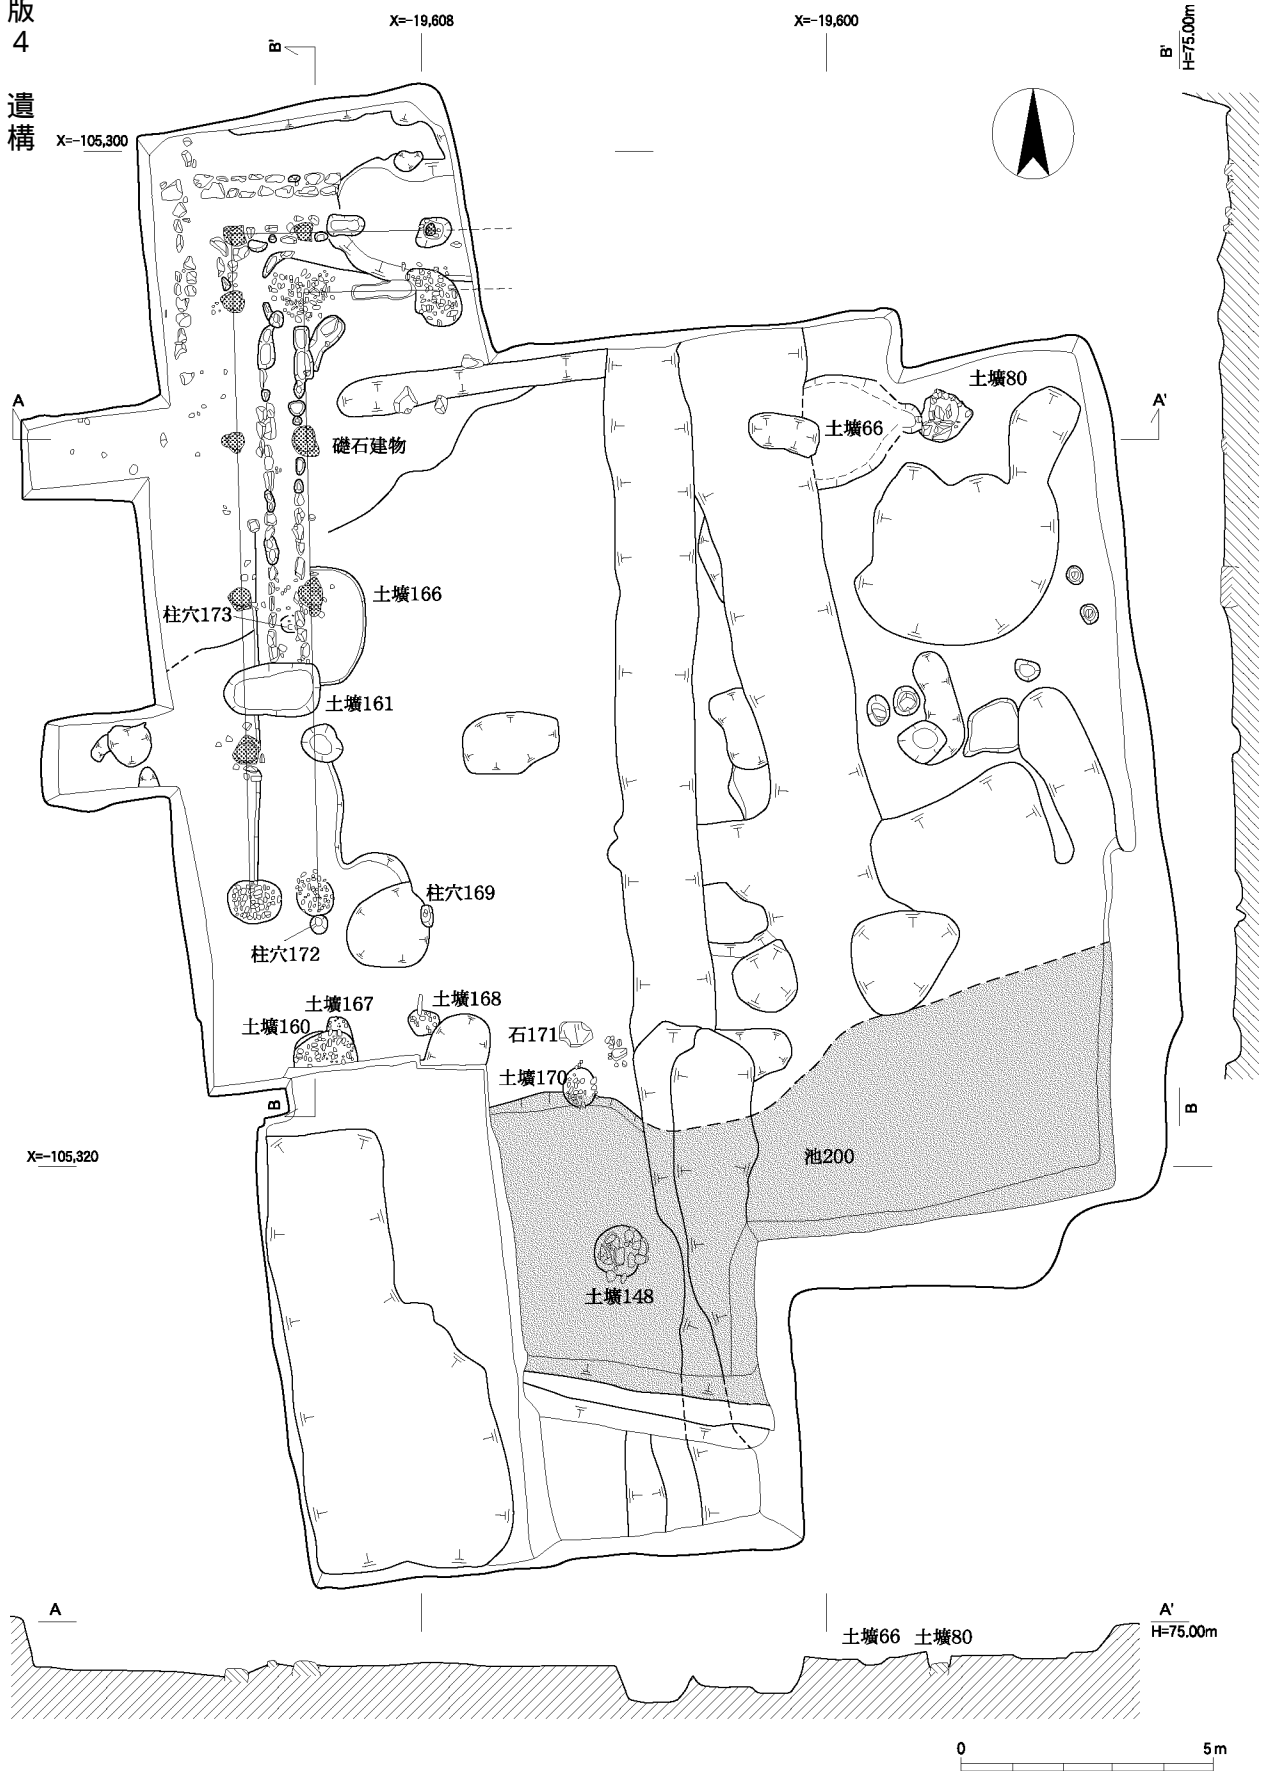 版4 遺構
X=-19,608
X=-19,600
B'
B'
H=75.00m
X=-105,300
A
A'
土壙80
土壙66
礎石建物
土壙166
柱穴173
土壙161
柱穴169
柱穴172
土壙167
土壙168
土壙160
石171
土壙170
B
B
X=-105,320
池200
土壙148
A
A'
H=75.00m
土壙66
土壙80
0
5m